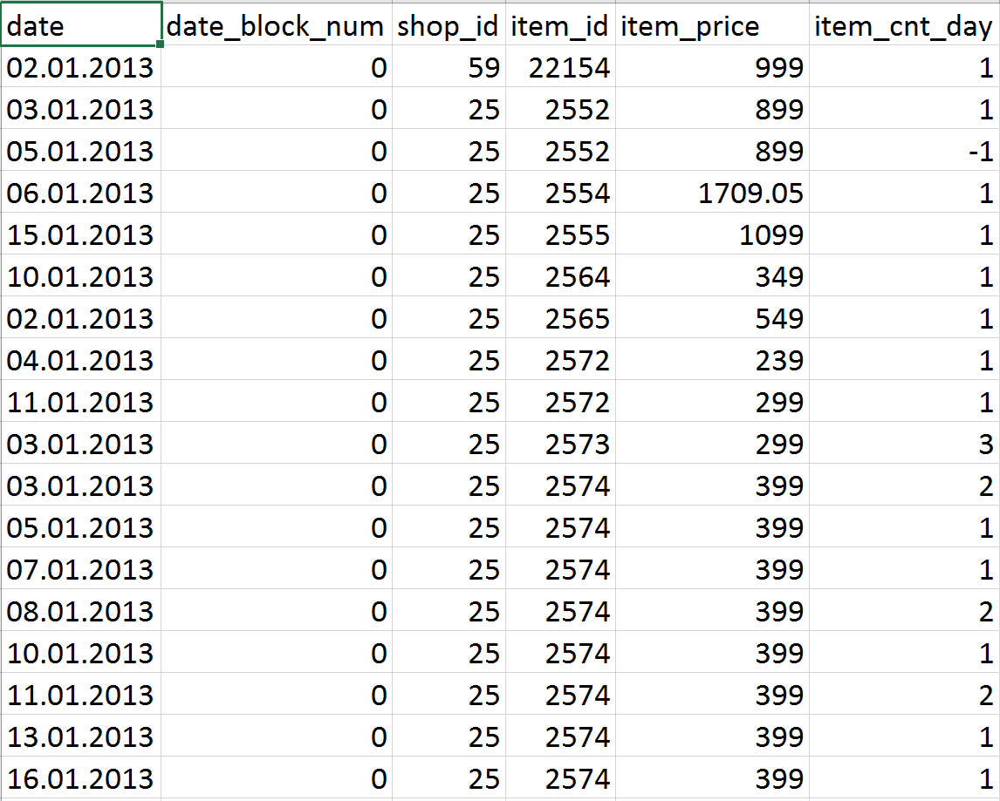 date date_block_num shop_id item_id item_price item_cnt_day
02.01.2013 0 59 22154 999 1
03.01.2013 0 25 2552 899 1
05.01.2013 0 25 2552 899 -1
06.01.2013 0 25 2554 1709.05 1
15.01.2013 0 25 2555 1099 1
10.01.2013 0 25 2564 349 1
02.01.2013 0 25 2565 549 1
04.01.2013 0 25 2572 239 1
11.01.2013 0 25 2572 299 1
03.01.2013 0 25 2573 299 3
03.01.2013 0 25 2574 399 2
05.01.2013 0 25 2574 399 1
07.01.2013 0 25 2574 399 1
08.01.2013 0 25 2574 399 2
10.01.2013 0 25 2574 399 1
11.01.2013 0 25 2574 399 2
13.01.2013 0 25 2574 399 1
16.01.2013 0 25 2574 399 1